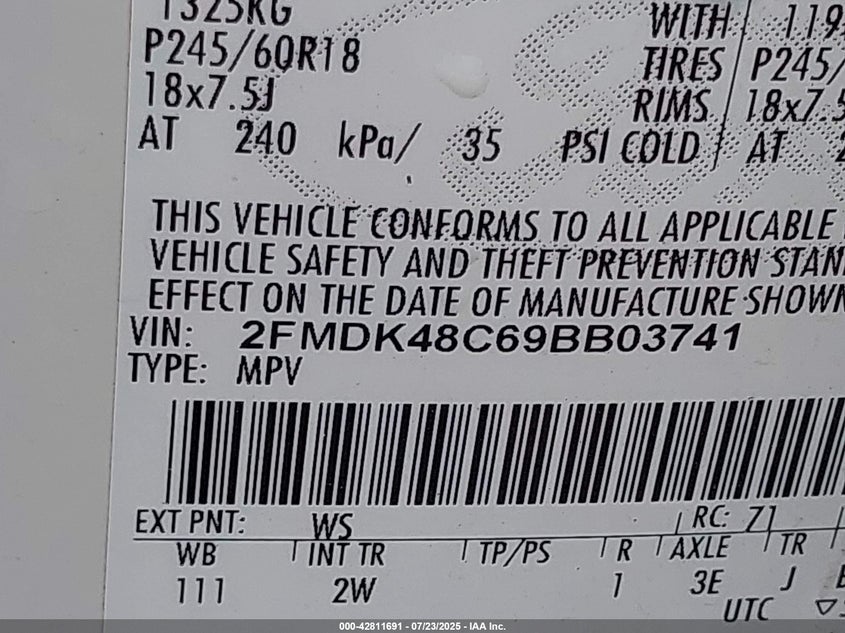 1325KG WITH 119
P245/60R18 TIRES P245/
18x7.5J RIMS 18x7.5
AT 240 kPa/ 35 PSI COLD AT 2
THIS VEHICLE CONFORMS TO ALL APPLICABLE
VEHICLE SAFETY AND THEFT PREVENTION STAN
EFFECT ON THE DATE OF MANUFACTURE SHOWN
VIN: 2FMDK48C69BB03741
TYPE: MPV
EXT PNT: WS RC: 71
WB INT TR TP/PS R AXLE TR
111 2W 1 3E J
UTC
000-42811691 - 07/23/2025 - IAA Inc.